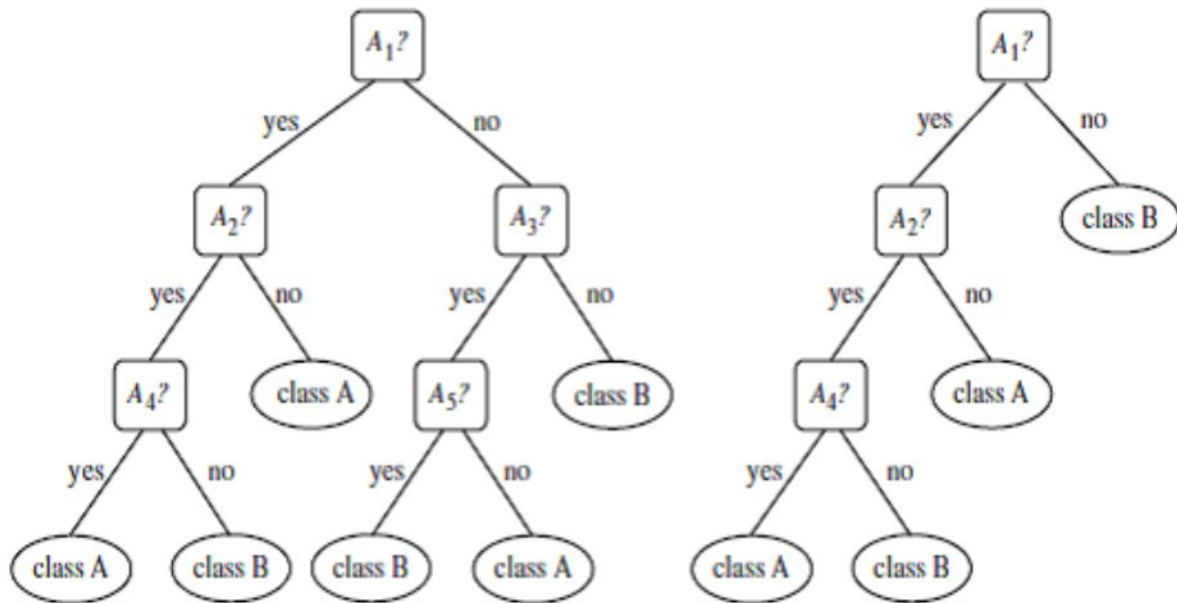 A₁?
A₁?
yes
no
yes
no
A₂?
A₃?
A₂?
class B
yes
no
yes
no
yes
no
A₄?
class A
A₅?
class B
A₄?
class A
yes
no
yes
no
yes
no
class A
class B
class B
class A
class A
class B